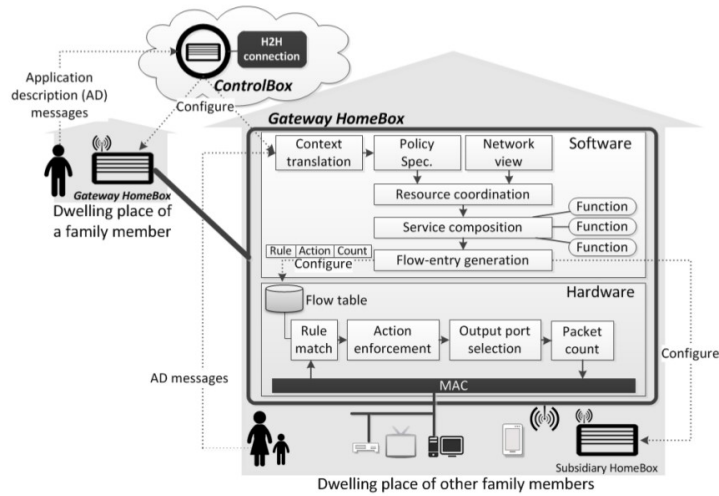 H2H
connection
ControlBox
Application
description (AD)
messages
Configure
Gateway HomeBox
Dwelling place of
a family member
Gateway HomeBox
Software
Context
translation
Policy
Spec.
Network
view
Resource coordination
Service composition
Function
Function
Function
Rule Action Count
Configure
Flow-entry generation
Hardware
Flow table
Rule
match
Action
enforcement
Output port
selection
Packet
count
MAC
AD messages
Configure
Subsidiary HomeBox
Dwelling place of other family members